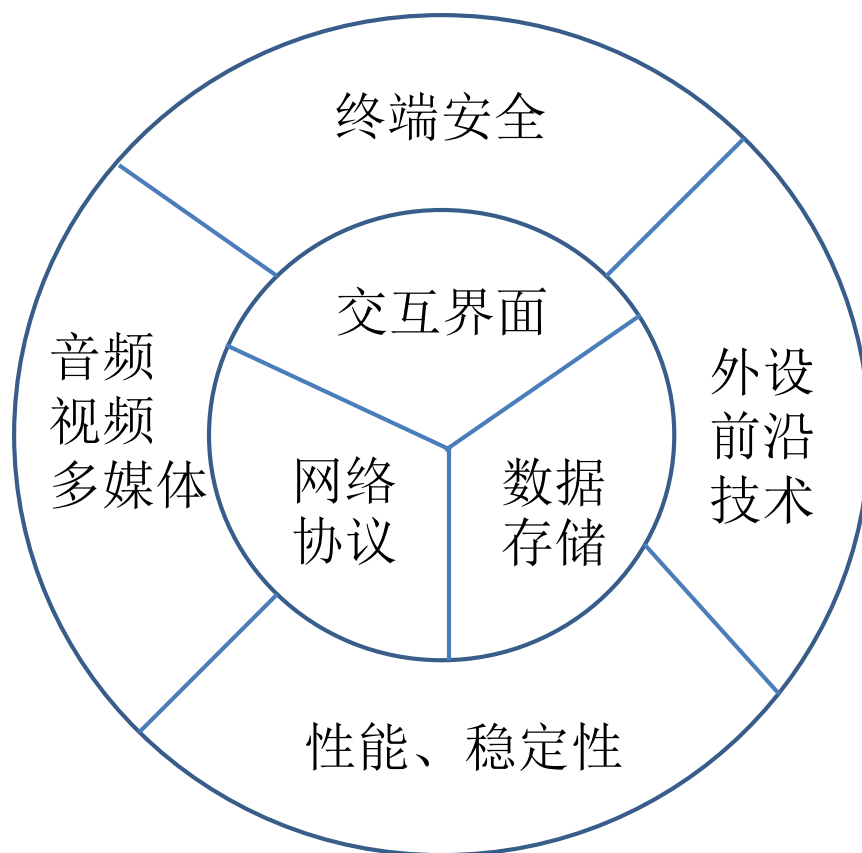 终端安全
交互界面
音频
视频
多媒体
外设
前沿
技术
网络
协议
数据
存储
性能、稳定性